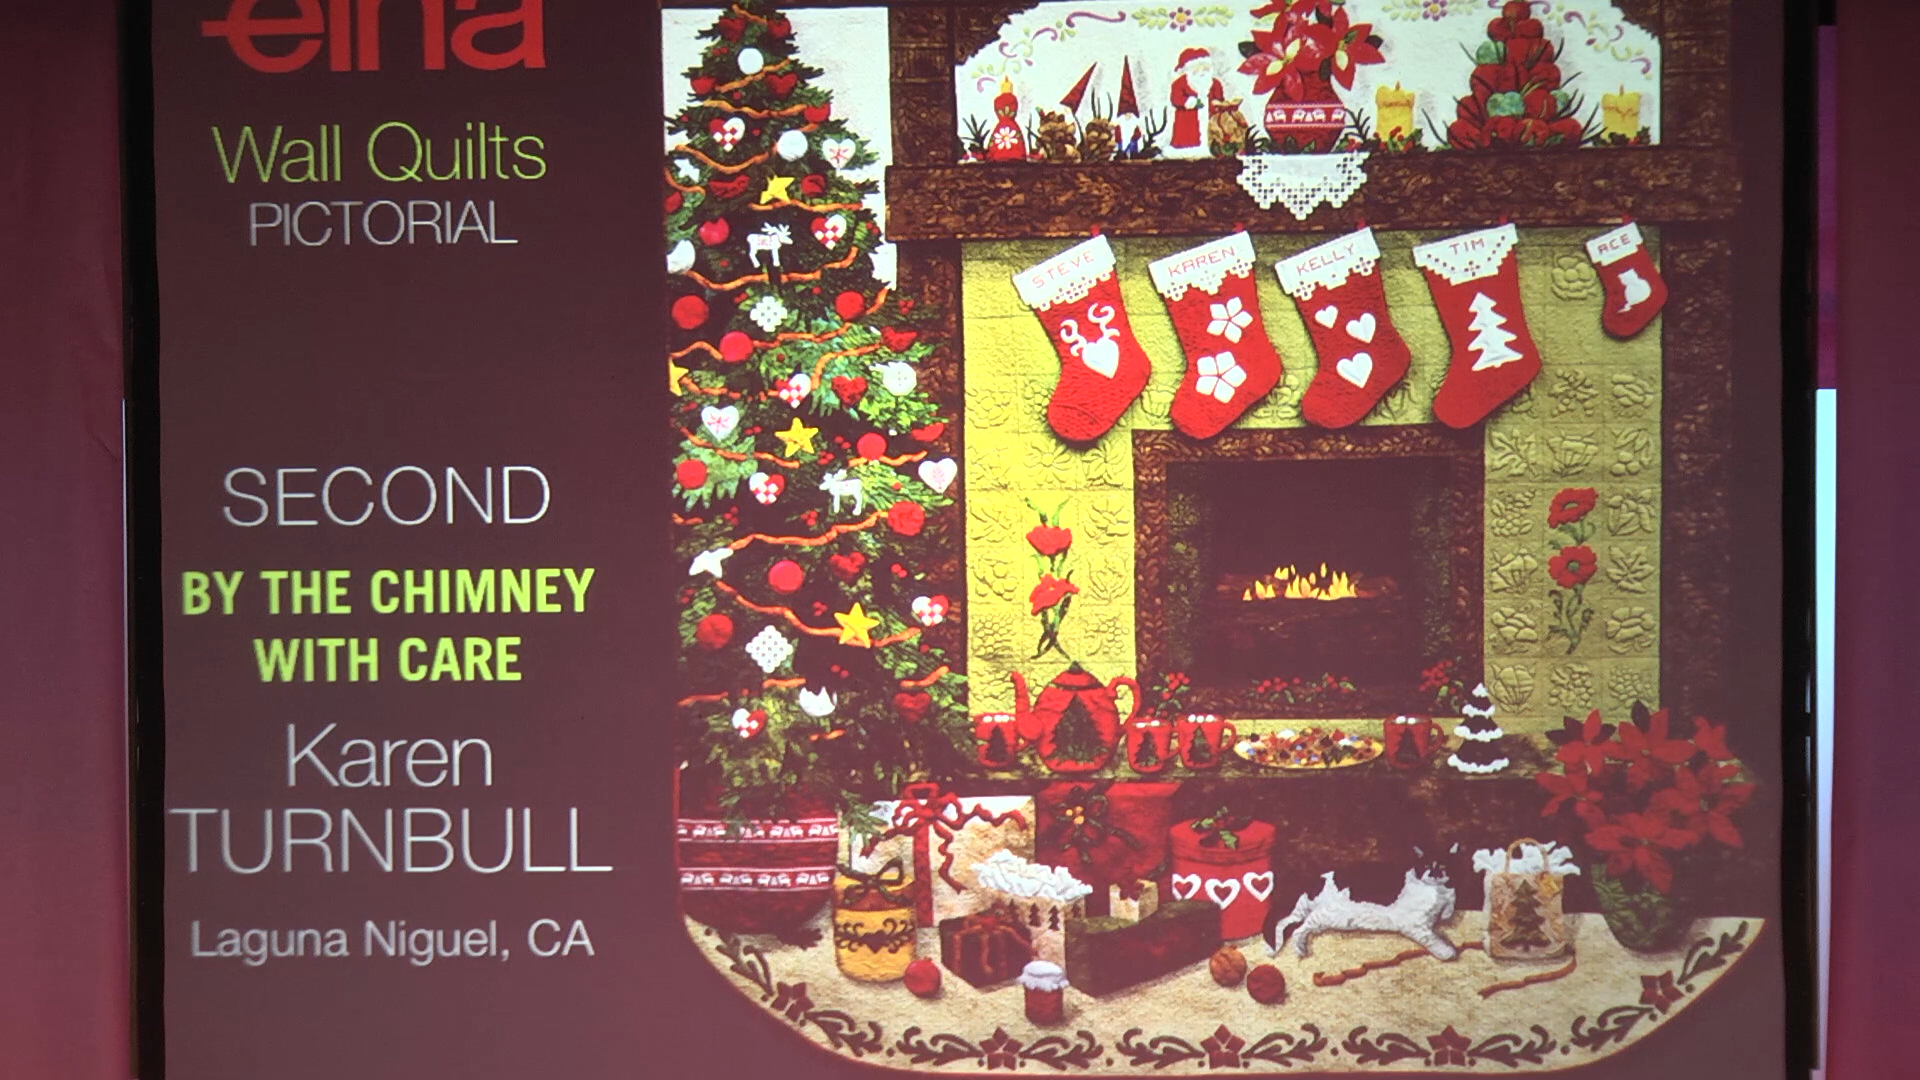 elna
Wall Quilts
PICTORIAL
SECOND
BY THE CHIMNEY
WITH CARE
Karen
TURNBULL
Laguna Niguel, CA
STEVE
KAREN
KELLY
TIM
ACE